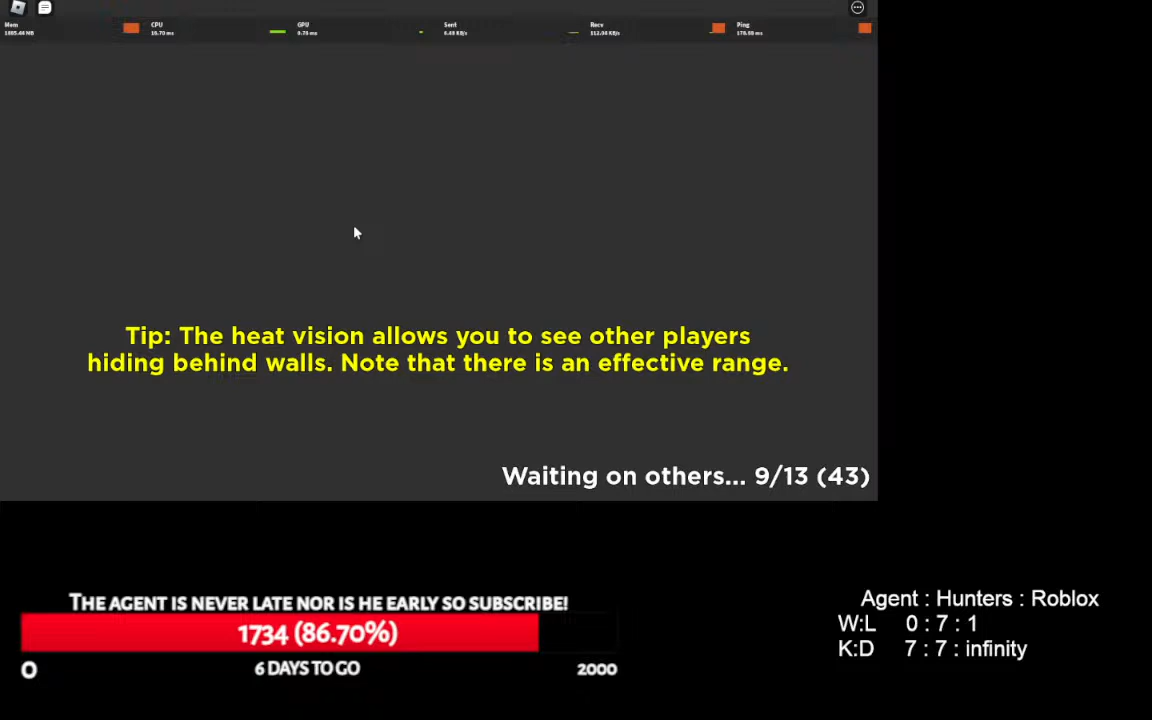 Mem CPU GPU Sent Recv Ping
Tip: The heat vision allows you to see other players
hiding behind walls. Note that there is an effective range.
Waiting on others... 9/13 (43)
THE AGENT IS NEVER LATE NOR IS HE EARLY SO SUBSCRIBE!
1734 (86.70%)
0 6 DAYS TO GO 2000
Agent : Hunters : Roblox
W:L 0 : 7 : 1
K:D 7 : 7 : infinity